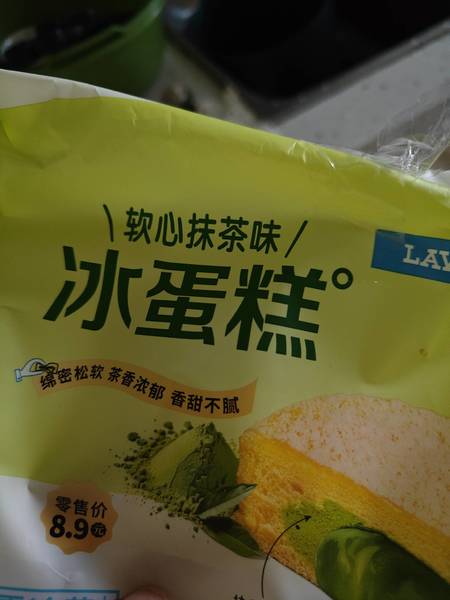 软心抹茶味
冰蛋糕
LAY
绵密松软 茶香浓郁 香甜不腻
零售价
8.9元